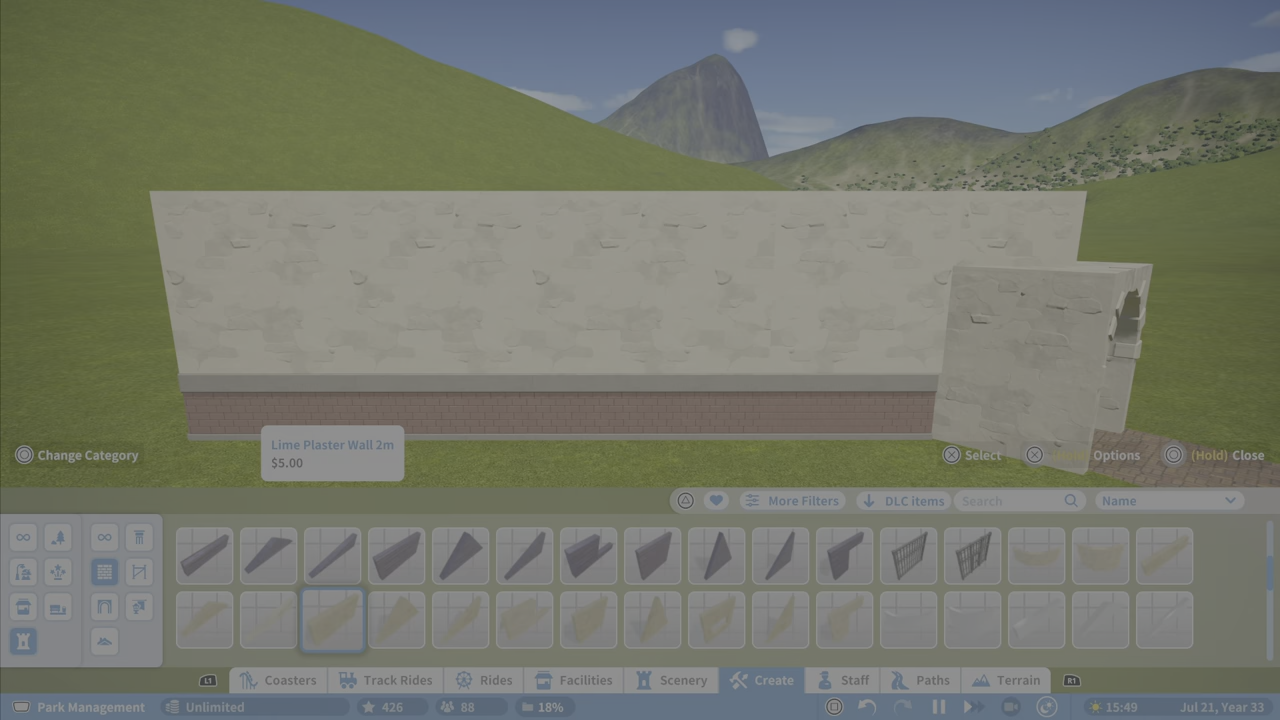 Lime Plaster Wall 2m
$5.00
Change Category
Select
Options
(Hold) Close
More Filters
DLC items
Search
Name
L1
Coasters
Track Rides
Rides
Facilities
Scenery
Create
Staff
Paths
Terrain
R1
Park Management
Unlimited
426
88
18%
15:49
Jul 21, Year 33